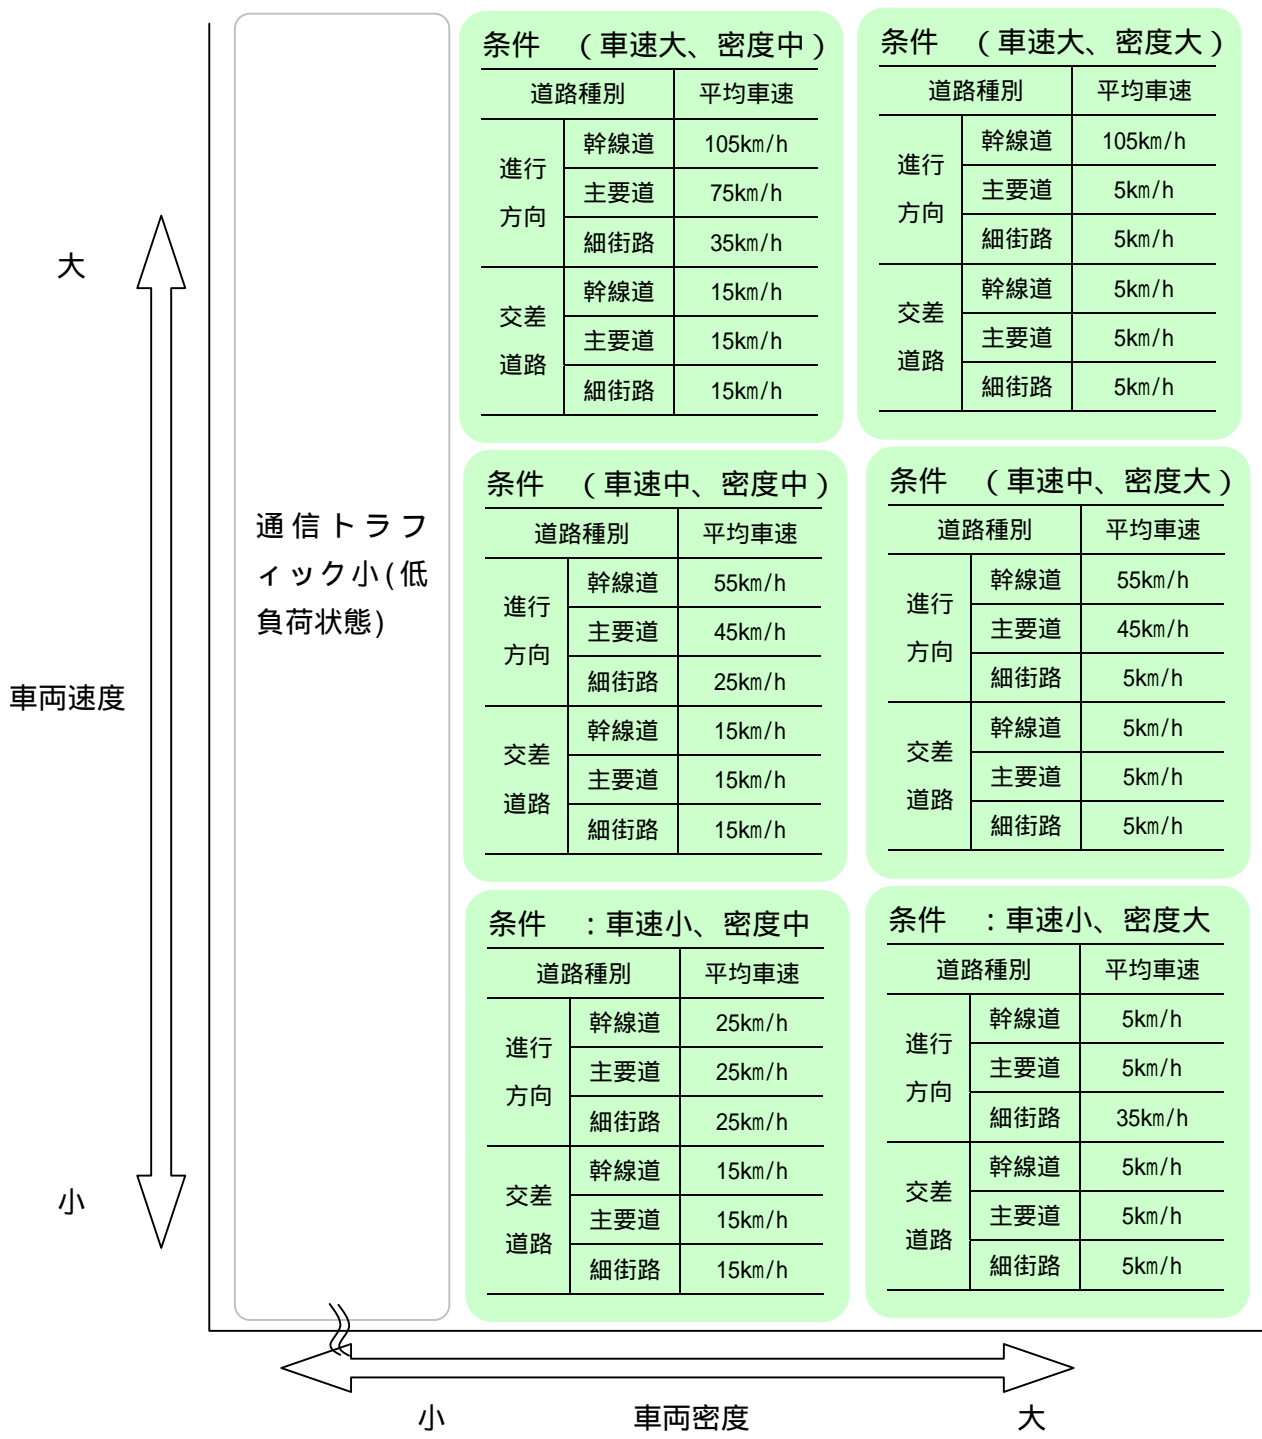 条件　（車速大、密度中）
道路種別 平均車速
進行方向 幹線道 105km/h
主要道 75km/h
細街路 35km/h
交差道路 幹線道 15km/h
主要道 15km/h
細街路 15km/h
条件　（車速大、密度大）
道路種別 平均車速
進行方向 幹線道 105km/h
主要道 5km/h
細街路 5km/h
交差道路 幹線道 5km/h
主要道 5km/h
細街路 5km/h
大
通信トラフ
ィック小(低
負荷状態)
条件　（車速中、密度中）
道路種別 平均車速
進行方向 幹線道 55km/h
主要道 45km/h
細街路 25km/h
交差道路 幹線道 15km/h
主要道 15km/h
細街路 15km/h
条件　（車速中、密度大）
道路種別 平均車速
進行方向 幹線道 55km/h
主要道 45km/h
細街路 5km/h
交差道路 幹線道 5km/h
主要道 5km/h
細街路 5km/h
車両速度
条件　：車速小、密度中
道路種別 平均車速
進行方向 幹線道 25km/h
主要道 25km/h
細街路 25km/h
交差道路 幹線道 15km/h
主要道 15km/h
細街路 15km/h
条件　：車速小、密度大
道路種別 平均車速
進行方向 幹線道 5km/h
主要道 5km/h
細街路 35km/h
交差道路 幹線道 5km/h
主要道 5km/h
細街路 5km/h
小
小 車両密度 大